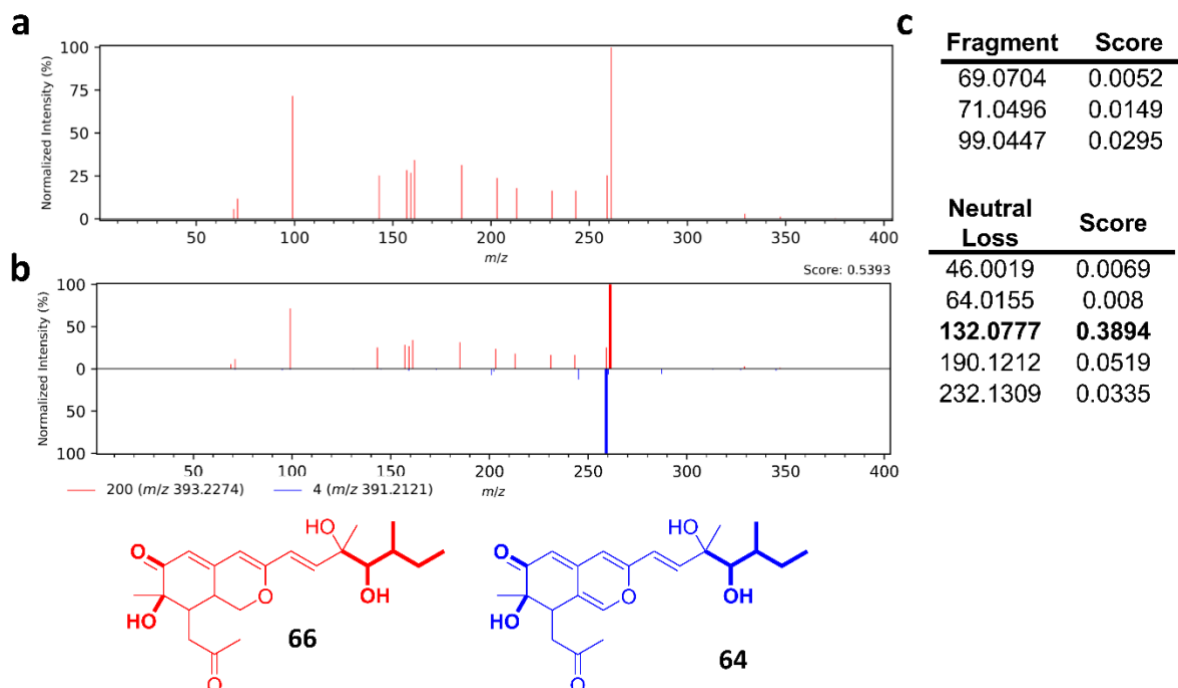 a
Normalized Intensity (%)
100
75
50
25
0
50 100 150 200 250 300 350 400
m/z
b
Score: 0.5393
Normalized Intensity (%)
100
50
0
50
100
50 100 150 200 250 300 350 400
m/z
200 (m/z 393.2274) 4 (m/z 391.2121)
HO
O
O
OH
HO
O
66
HO
O
O
OH
HO
O
64
c
Fragment Score
69.0704 0.0052
71.0496 0.0149
99.0447 0.0295
Neutral
Loss Score
46.0019 0.0069
64.0155 0.008
132.0777 0.3894
190.1212 0.0519
232.1309 0.0335